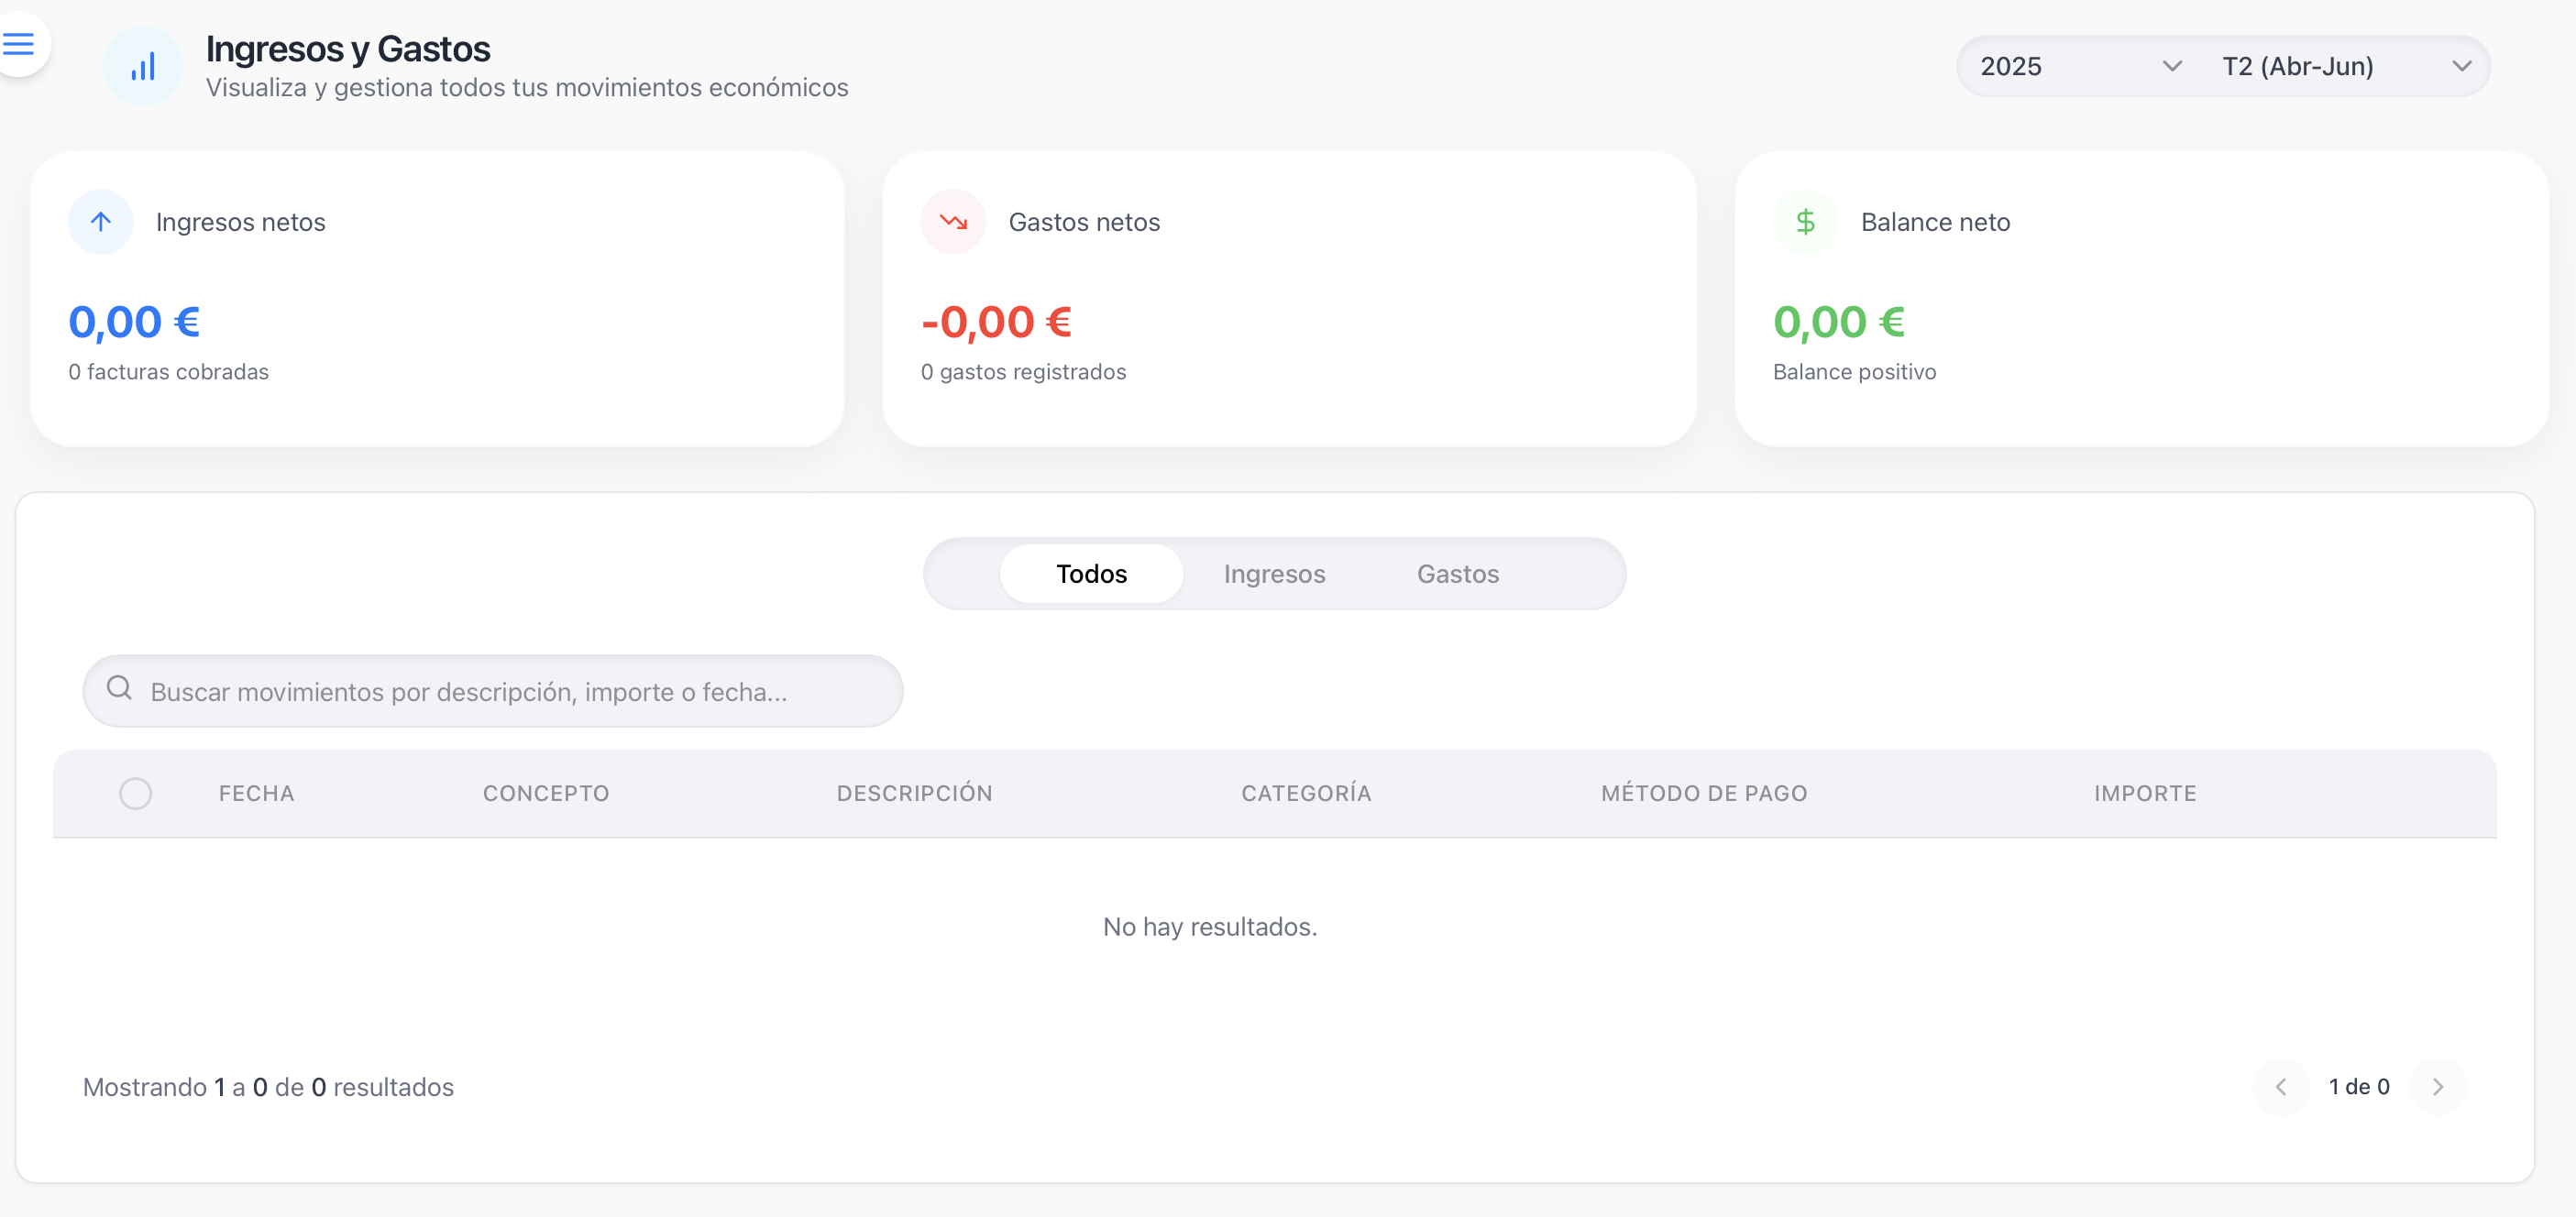 Ingresos y Gastos
Visualiza y gestiona todos tus movimientos económicos
2025
T2 (Abr-Jun)
Ingresos netos
0,00 €
0 facturas cobradas
Gastos netos
-0,00 €
0 gastos registrados
Balance neto
0,00 €
Balance positivo
Todos
Ingresos
Gastos
Buscar movimientos por descripción, importe o fecha...
FECHA
CONCEPTO
DESCRIPCIÓN
CATEGORÍA
MÉTODO DE PAGO
IMPORTE
No hay resultados.
Mostrando 1 a 0 de 0 resultados
1 de 0